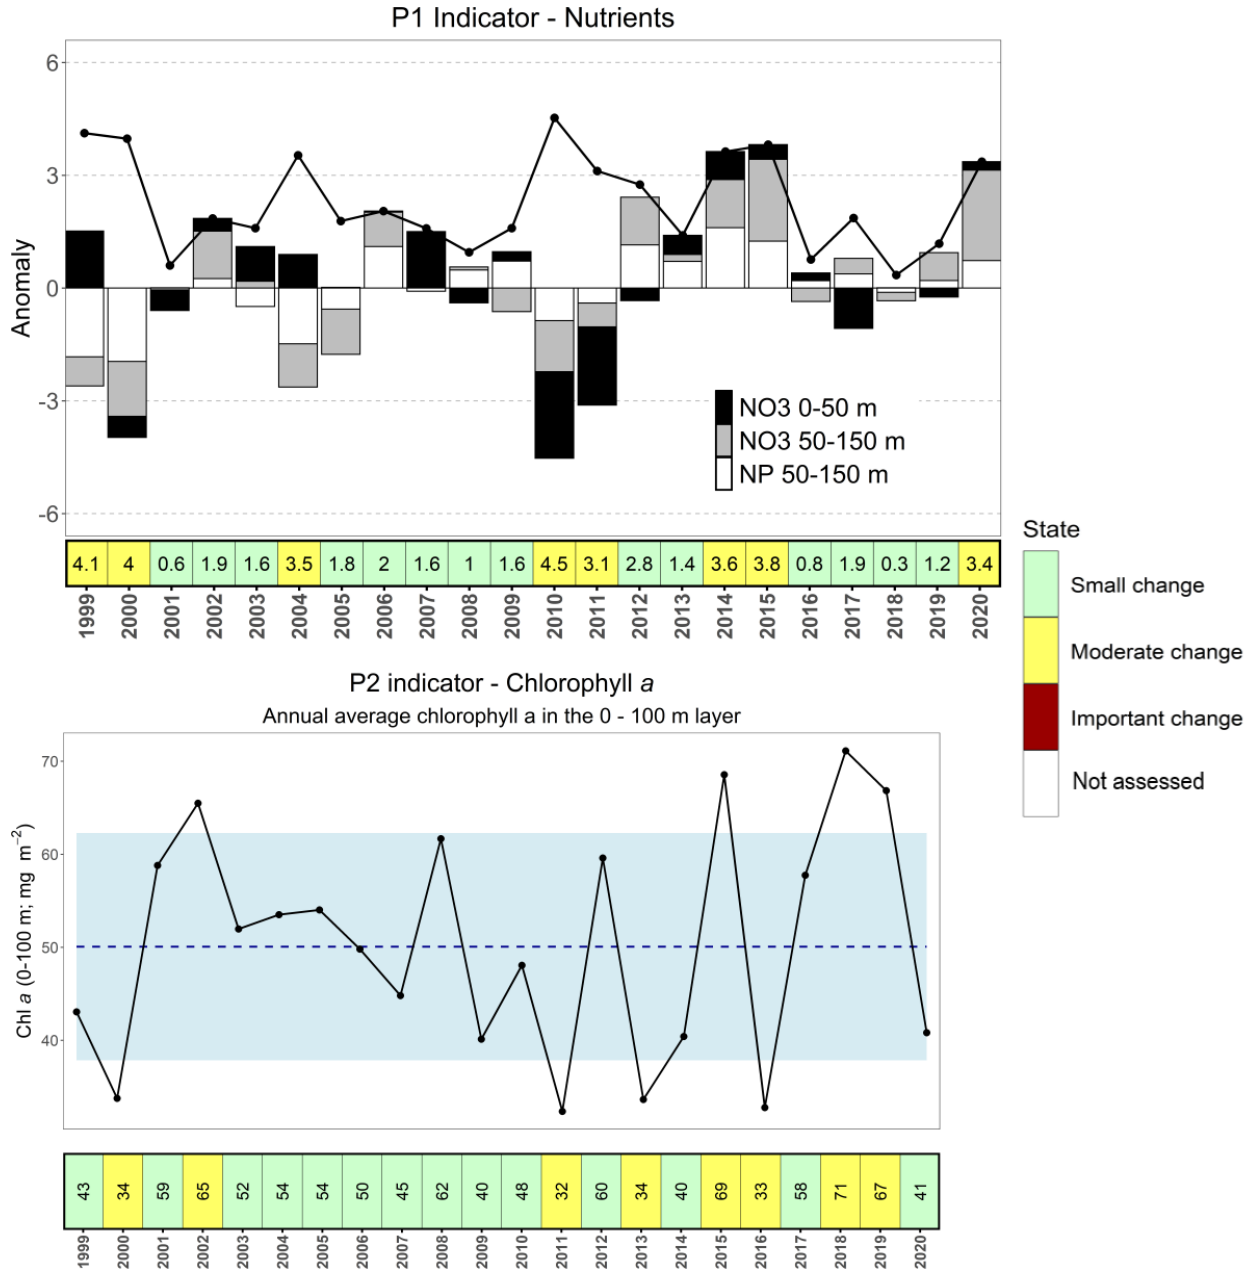 P1 Indicator - Nutrients
6
3
0
-3
-6
Anomaly
NO3 0-50 m
NO3 50-150 m
NP 50-150 m
4.1 4 0.6 1.9 1.6 3.5 1.8 2 1.6 1 1.6 4.5 3.1 2.8 1.4 3.6 3.8 0.8 1.9 0.3 1.2 3.4
1999 2000 2001 2002 2003 2004 2005 2006 2007 2008 2009 2010 2011 2012 2013 2014 2015 2016 2017 2018 2019 2020
State
Small change
Moderate change
Important change
Not assessed
P2 indicator - Chlorophyll a
Annual average chlorophyll a in the 0 - 100 m layer
70
60
50
40
Chl a (0-100 m; mg m⁻²)
43 34 59 65 52 54 54 50 45 62 40 48 32 60 34 40 69 33 58 71 67 41
1999 2000 2001 2002 2003 2004 2005 2006 2007 2008 2009 2010 2011 2012 2013 2014 2015 2016 2017 2018 2019 2020